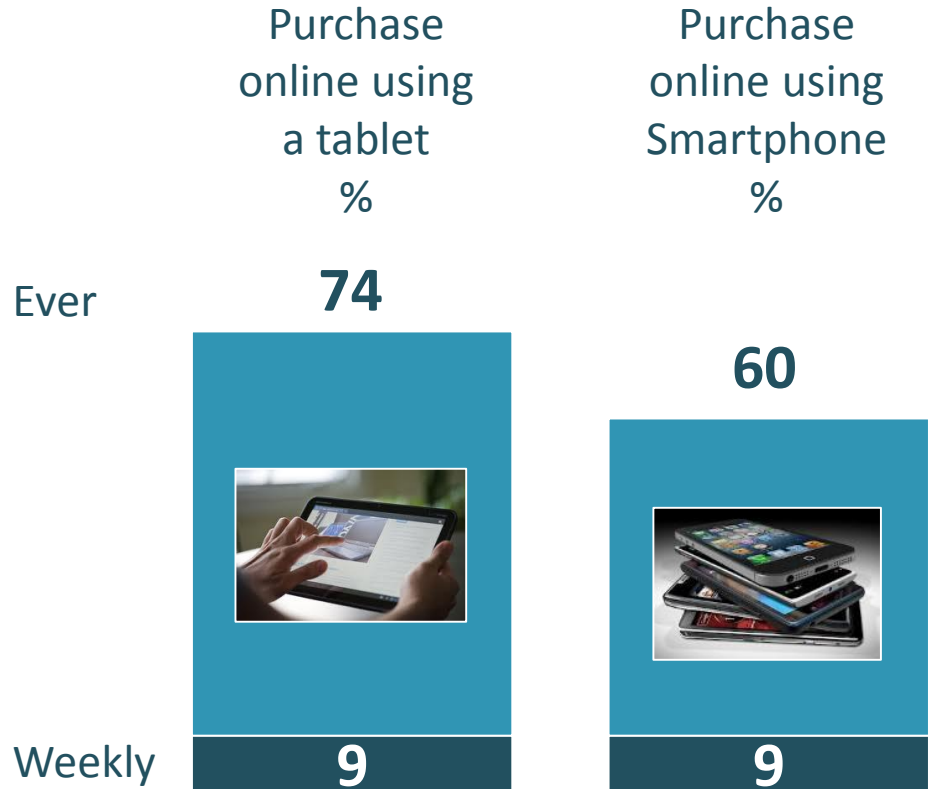 Purchase
online using
a tablet
%
Purchase
online using
Smartphone
%
Ever
74
60
Weekly
9
9